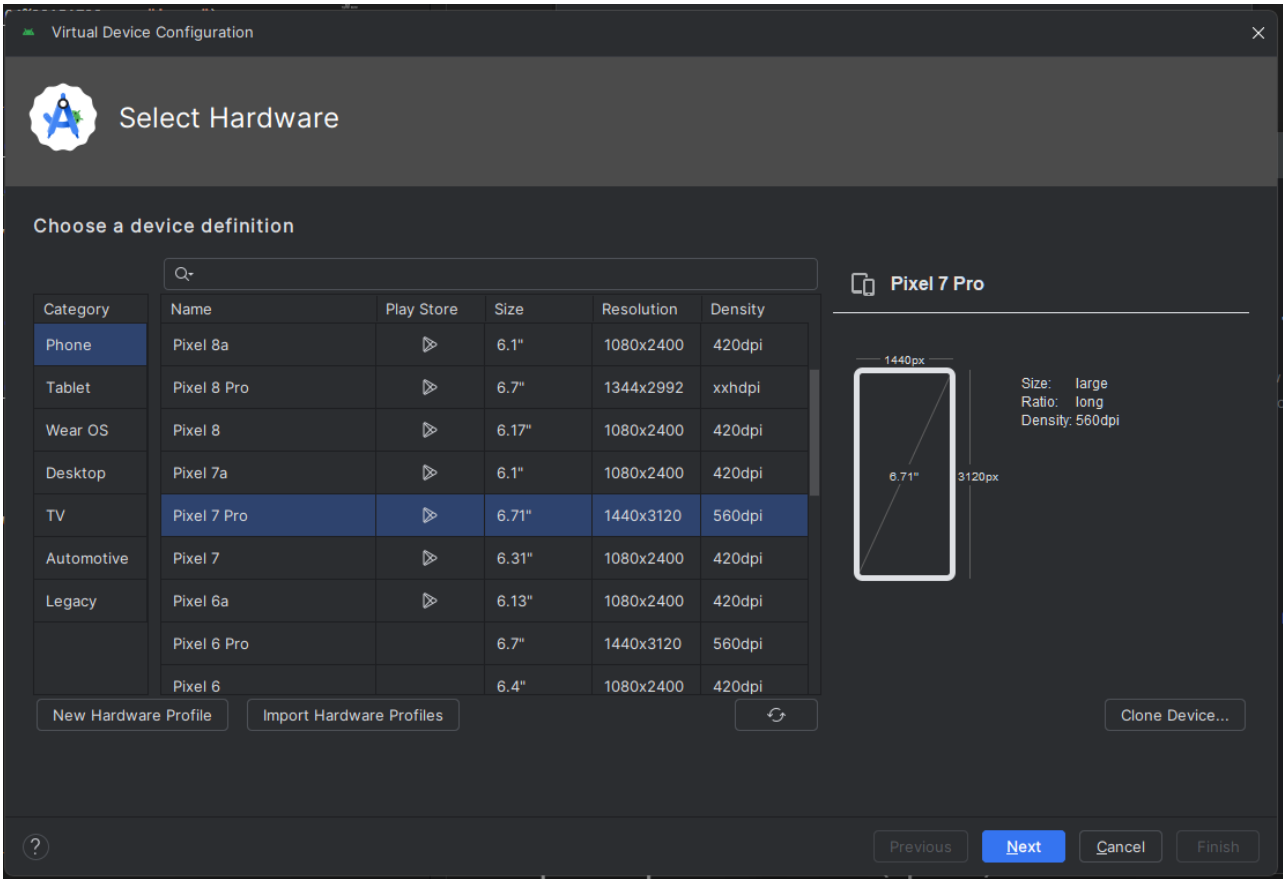 Virtual Device Configuration
Select Hardware
Choose a device definition
Category
Phone
Tablet
Wear OS
Desktop
TV
Automotive
Legacy
Name Play Store Size Resolution Density
Pixel 8a 6.1" 1080x2400 420dpi
Pixel 8 Pro 6.7" 1344x2992 xxhdpi
Pixel 8 6.17" 1080x2400 420dpi
Pixel 7a 6.1" 1080x2400 420dpi
Pixel 7 Pro 6.71" 1440x3120 560dpi
Pixel 7 6.31" 1080x2400 420dpi
Pixel 6a 6.13" 1080x2400 420dpi
Pixel 6 Pro 6.7" 1440x3120 560dpi
Pixel 6 6.4" 1080x2400 420dpi
New Hardware Profile Import Hardware Profiles
Pixel 7 Pro
1440px
6.71"
3120px
Size: large
Ratio: long
Density: 560dpi
Clone Device...
? Previous Next Cancel Finish